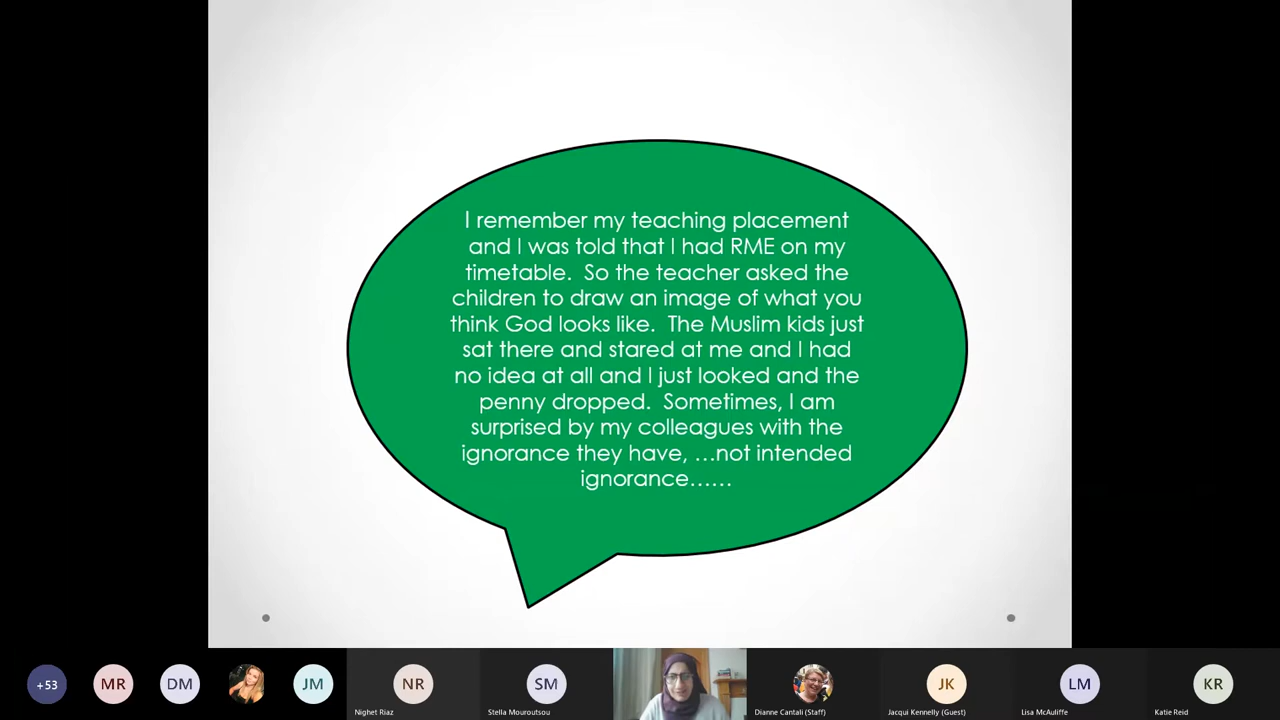 I remember my teaching placement
and I was told that I had RME on my
timetable.  So the teacher asked the
children to draw an image of what you
think God looks like.  The Muslim kids just
sat there and stared at me and I had
no idea at all and I just looked and the
penny dropped.  Sometimes, I am
surprised by my colleagues with the
ignorance they have, …not intended
ignorance……
+53
MR
DM
JM
NR
SM
JK
LM
KR
Nighet Riaz
Stella Mouroutsou
Dianne Cantali (Staff)
Jacqui Kennelly (Guest)
Lisa McAuliffe
Katie Reid